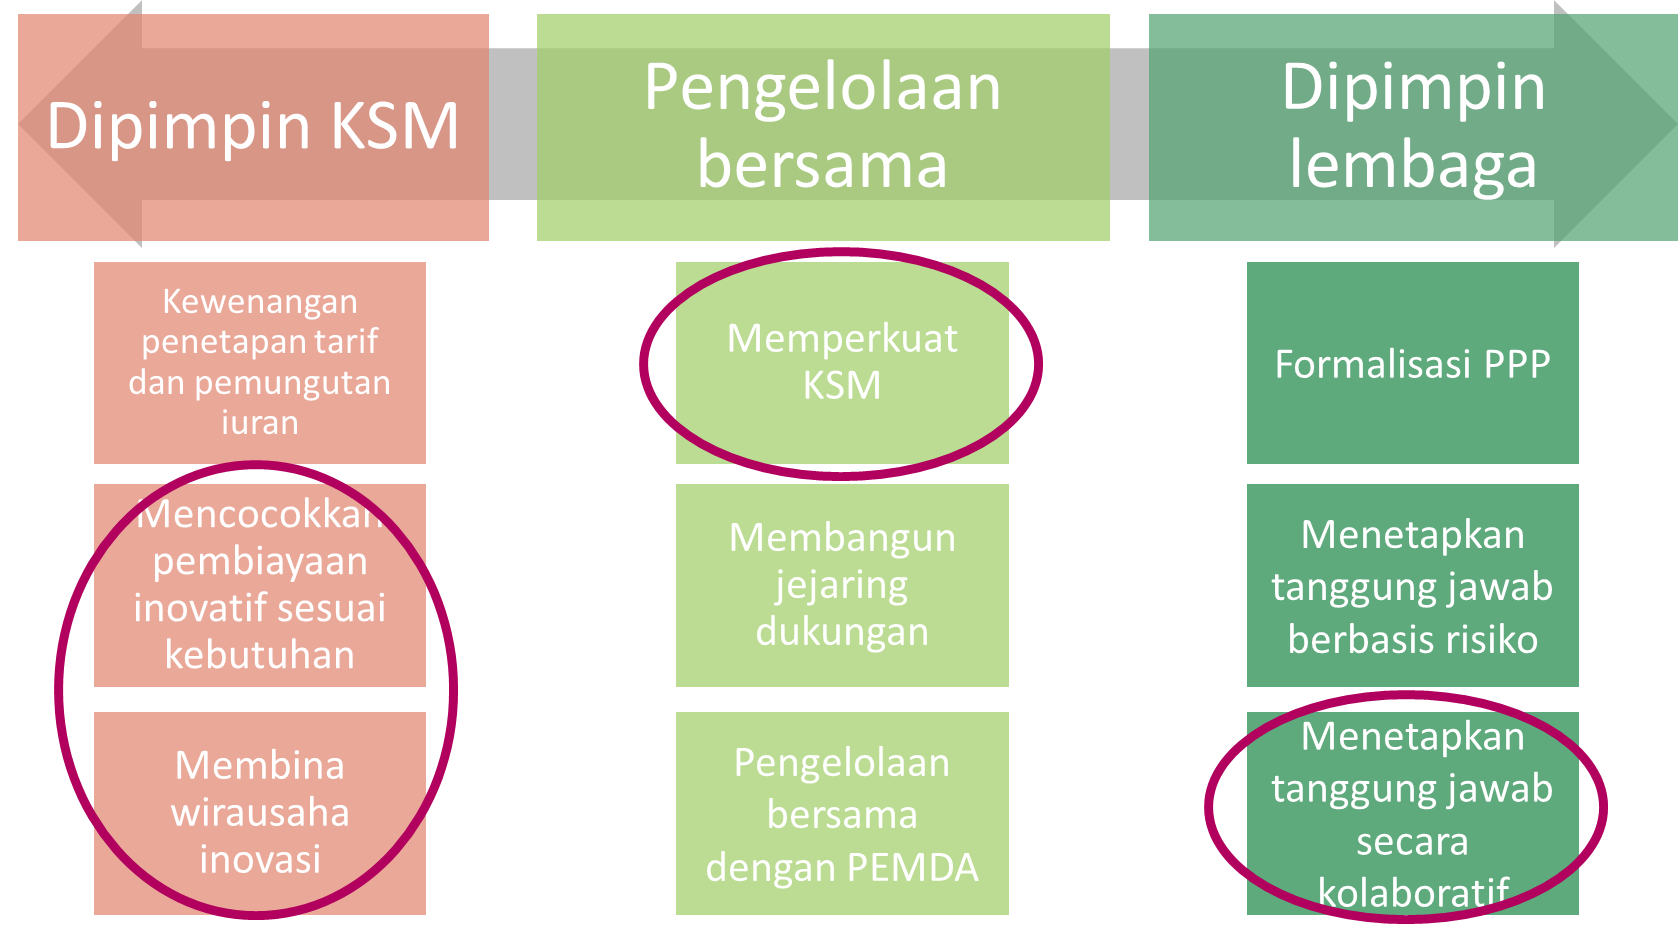 Dipimpin KSM
Pengelolaan
bersama
Dipimpin
lembaga
Kewenangan
penetapan tarif
dan pemungutan
iuran
Mencocokkan
pembiayaan
inovatif sesuai
kebutuhan
Membina
wirausaha
inovasi
Memperkuat
KSM
Membangun
jejaring
dukungan
Pengelolaan
bersama
dengan PEMDA
Formalisasi PPP
Menetapkan
tanggung jawab
berbasis risiko
Menetapkan
tanggung jawab
secara
kolaboratif